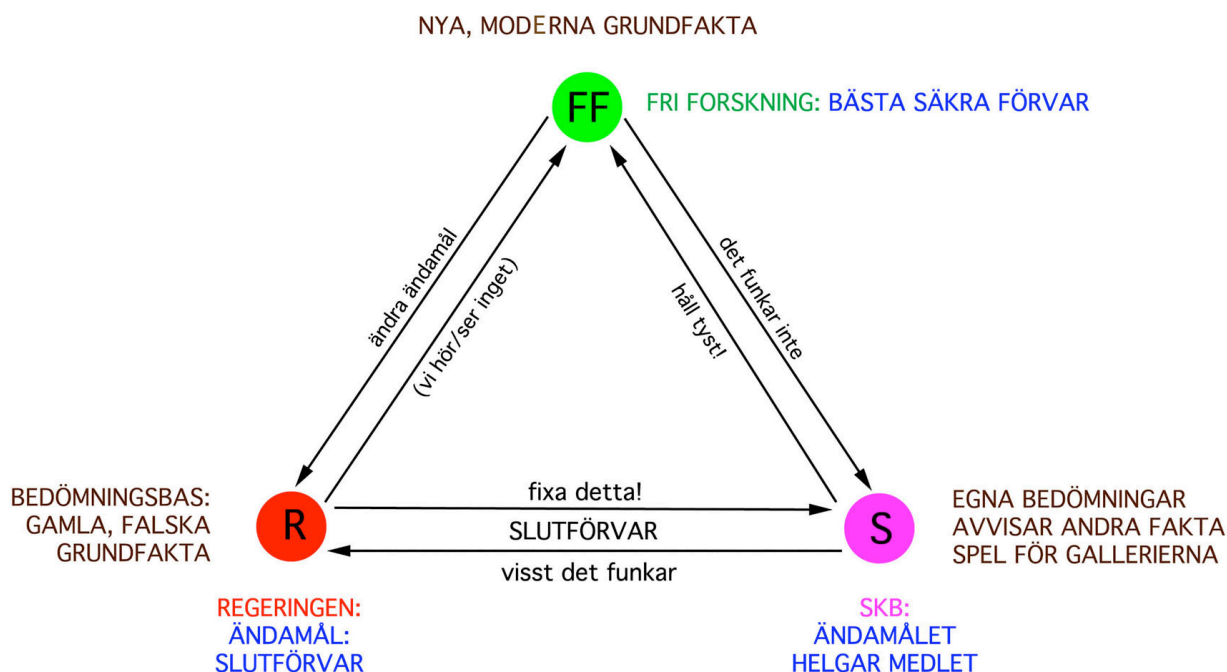 NYA, MODERNA GRUNDFAKTA
FF
FRI FORSKNING: BÄSTA SÄKRA FÖRVAR
ändra ändamål
(vi hör/ser inget)
håll tyst!
det funkar inte
BEDÖMNINGSBAS:
GAMLA, FALSKA
GRUNDFAKTA
R
fixa detta!
SLUTFÖRVAR
visst det funkar
S
EGNA BEDÖMNINGAR
AVVISAR ANDRA FAKTA
SPEL FÖR GALLERIERNA
REGERINGEN:
ÄNDAMÅL:
SLUTFÖRVAR
SKB:
ÄNDAMÅLET
HELGAR MEDLET